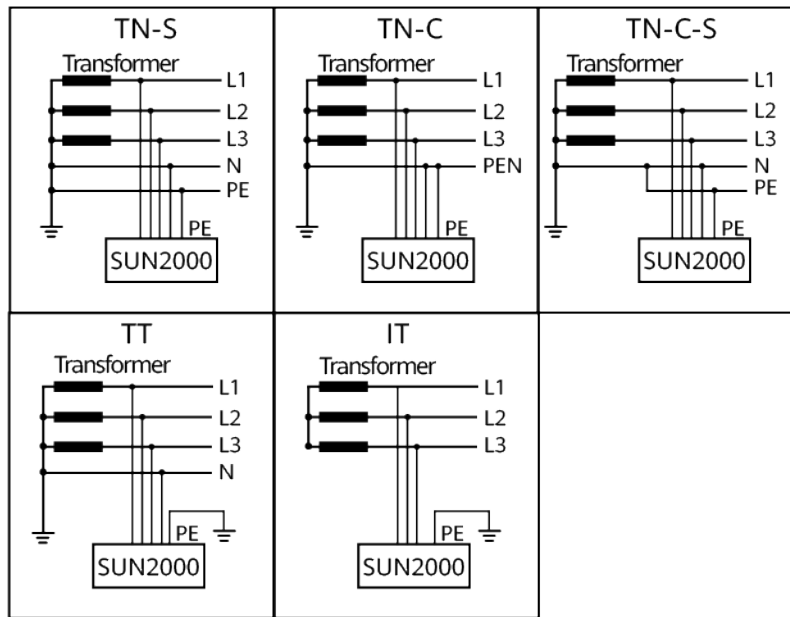 TN-S
Transformer
L1
L2
L3
N
PE
PE
SUN2000
TN-C
Transformer
L1
L2
L3
PEN
PE
SUN2000
TN-C-S
Transformer
L1
L2
L3
N
PE
PE
SUN2000
TT
Transformer
L1
L2
L3
N
PE
SUN2000
IT
Transformer
L1
L2
L3
PE
SUN2000